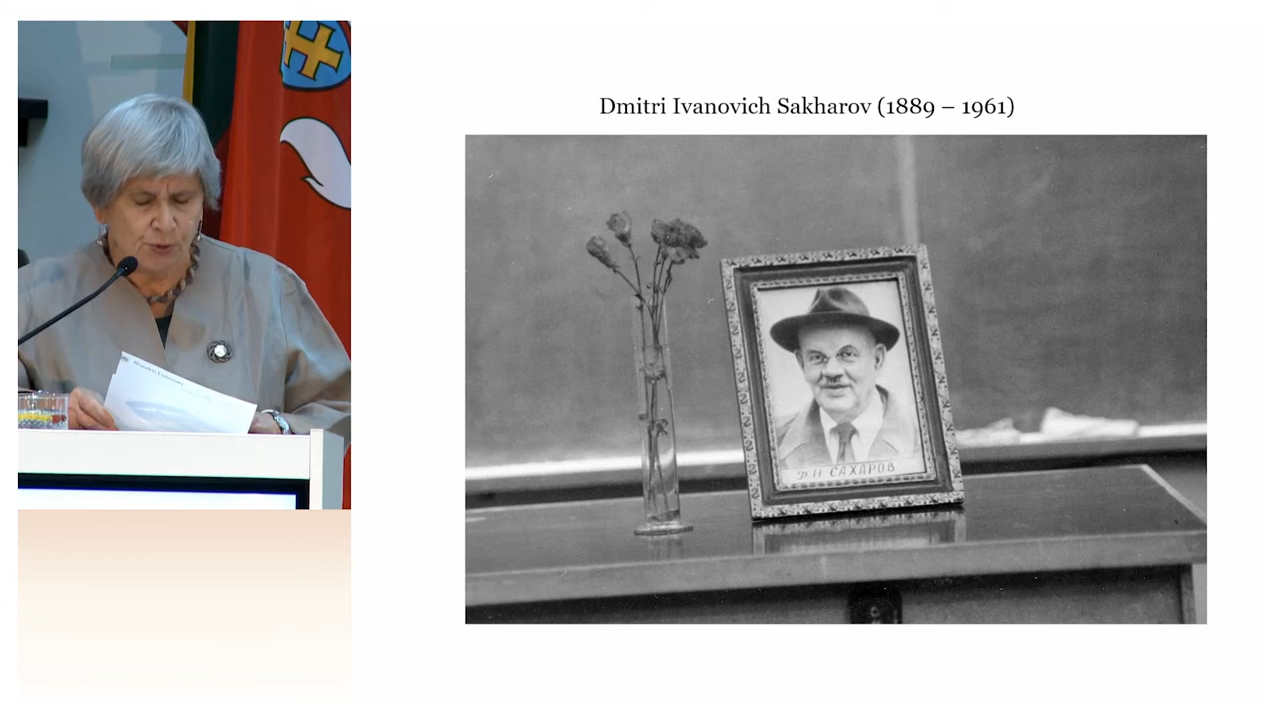 Dmitri Ivanovich Sakharov (1889 – 1961)
Д И САХАРОВ